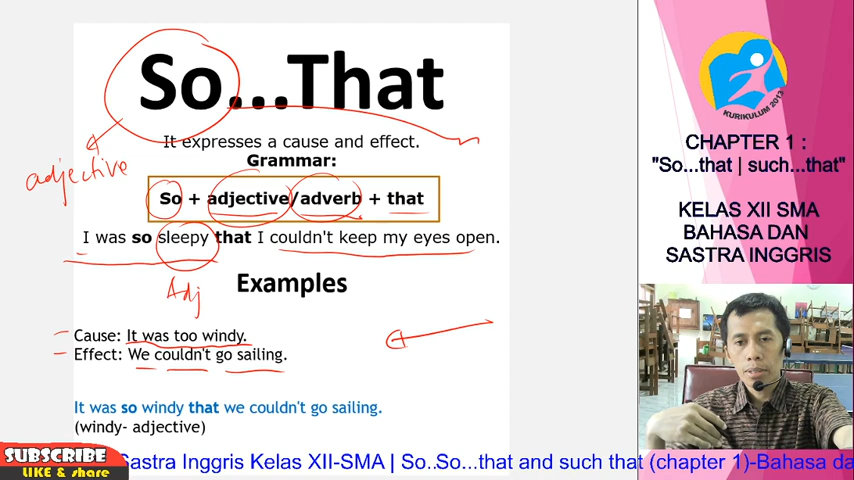 So...That
It expresses a cause and effect.
Grammar:
adjective
So + adjective/adverb + that
I was so sleepy that I couldn't keep my eyes open.
Adj
Examples
Cause: It was too windy.
Effect: We couldn't go sailing.
It was so windy that we couldn't go sailing.
(windy- adjective)
KURIKULUM 2013
CHAPTER 1 :
"So...that | such...that"
KELAS XII SMA
BAHASA DAN
SASTRA INGGRIS
SUBSCRIBE
LIKE & share
Sastra Inggris Kelas XII-SMA | So..So...that and such that (chapter 1)-Bahasa da